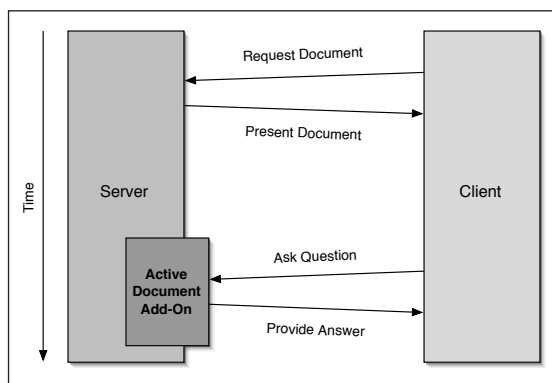 Request Document
Present Document
Time
Server
Client
Ask Question
Active
Document
Add-On
Provide Answer